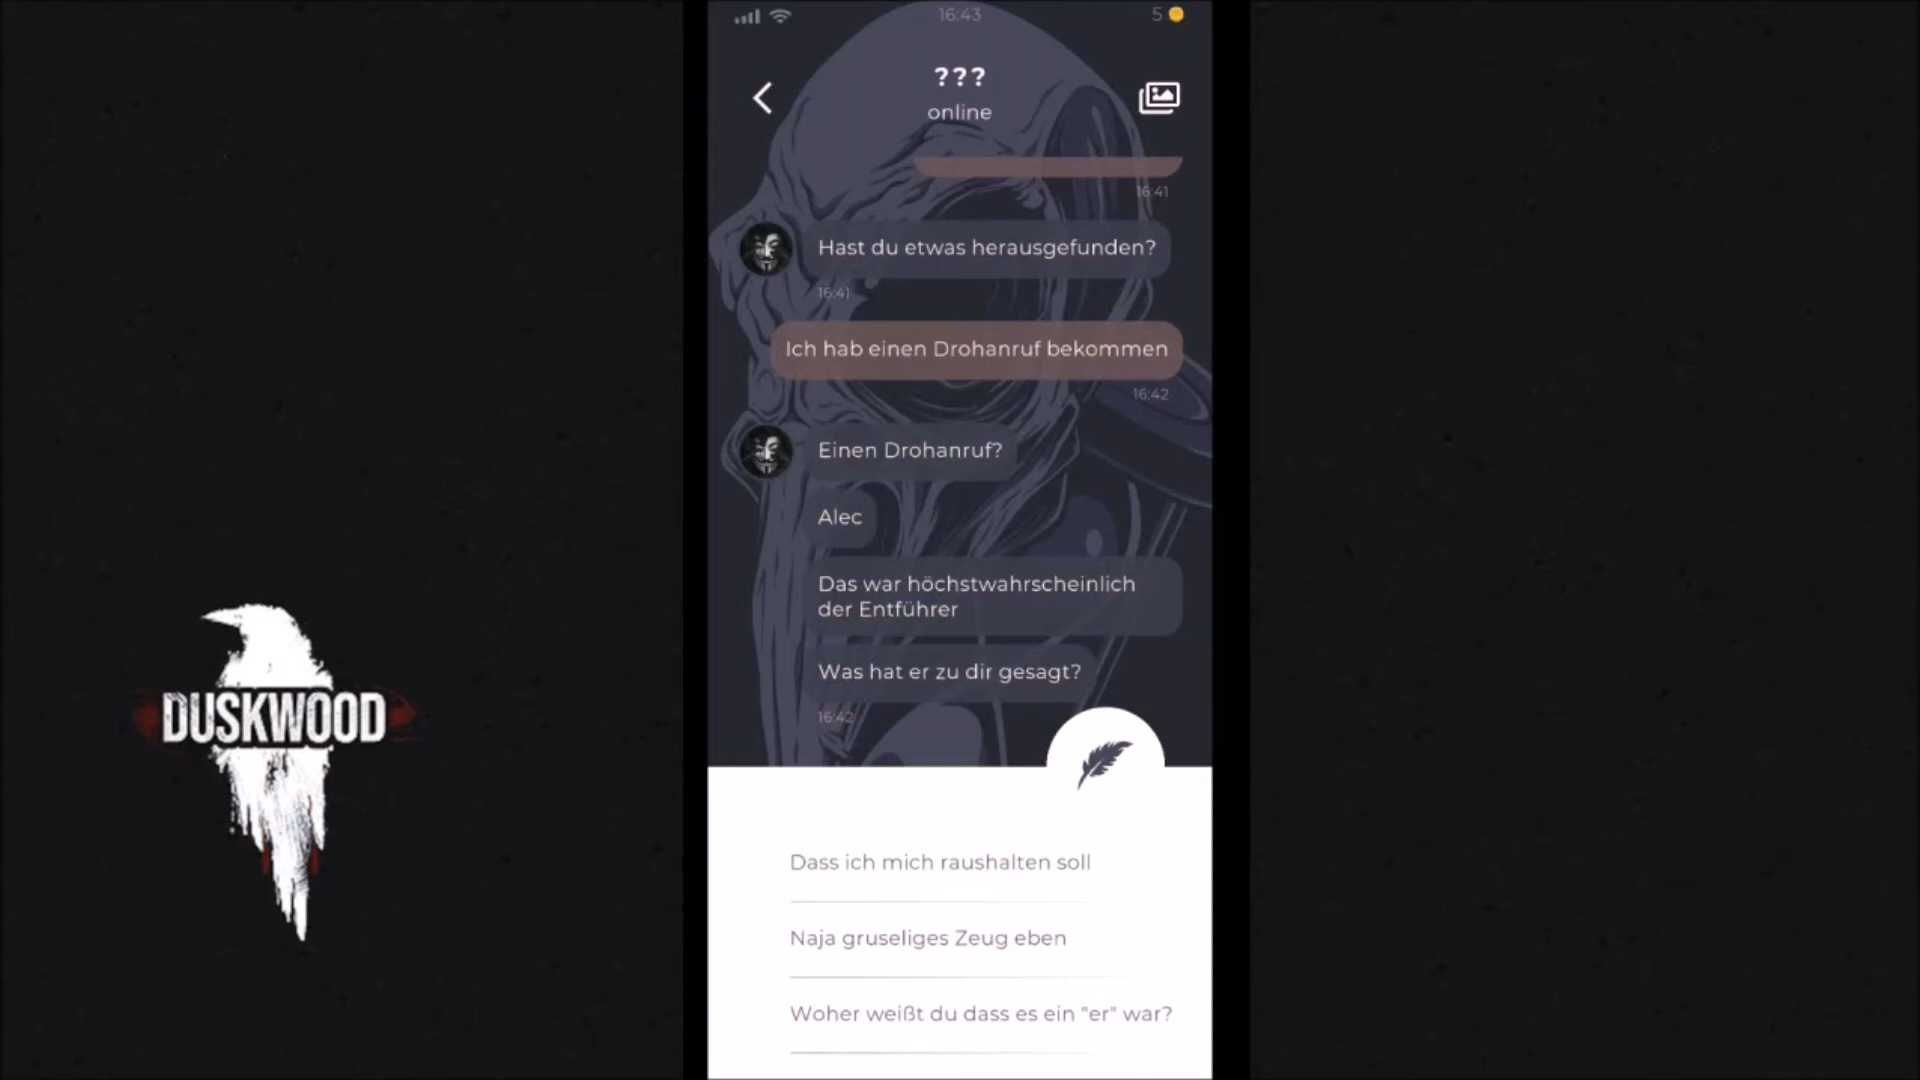 16:43
5
???
online
16:41
Hast du etwas herausgefunden?
16:41
Ich hab einen Drohanruf bekommen
16:42
Einen Drohanruf?
Alec
Das war höchstwahrscheinlich
der Entführer
Was hat er zu dir gesagt?
16:42
DUSKWOOD
Dass ich mich raushalten soll
Naja gruseliges Zeug eben
Woher weißt du dass es ein "er" war?